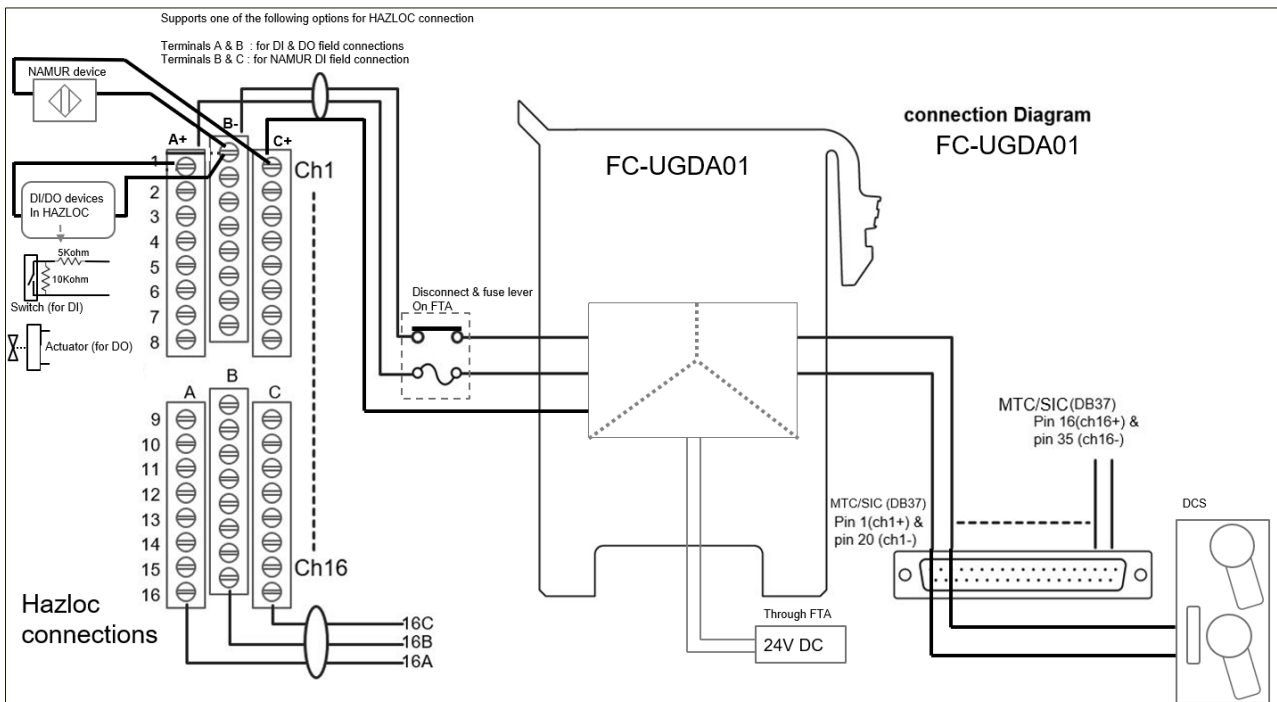 Supports one of the following options for HAZLOC connection
Terminals A & B : for DI & DO field connections
Terminals B & C : for NAMUR DI field connection
NAMUR device
A+
B-
C+
connection Diagram
FC-UGDA01
FC-UGDA01
1
2
3
4
5
6
7
8
Ch1
DI/DO devices
In HAZLOC
5Kohm
10Kohm
Switch (for DI)
Actuator (for DO)
Disconnect & fuse lever
On FTA
A
B
C
9
10
11
12
13
14
15
16
Ch16
Hazloc
connections
16C
16B
16A
MTC/SIC (DB37)
Pin 16(ch16+) &
pin 35 (ch16-)
MTC/SIC (DB37)
Pin 1(ch1+) &
pin 20 (ch1-)
DCS
Through FTA
24V DC